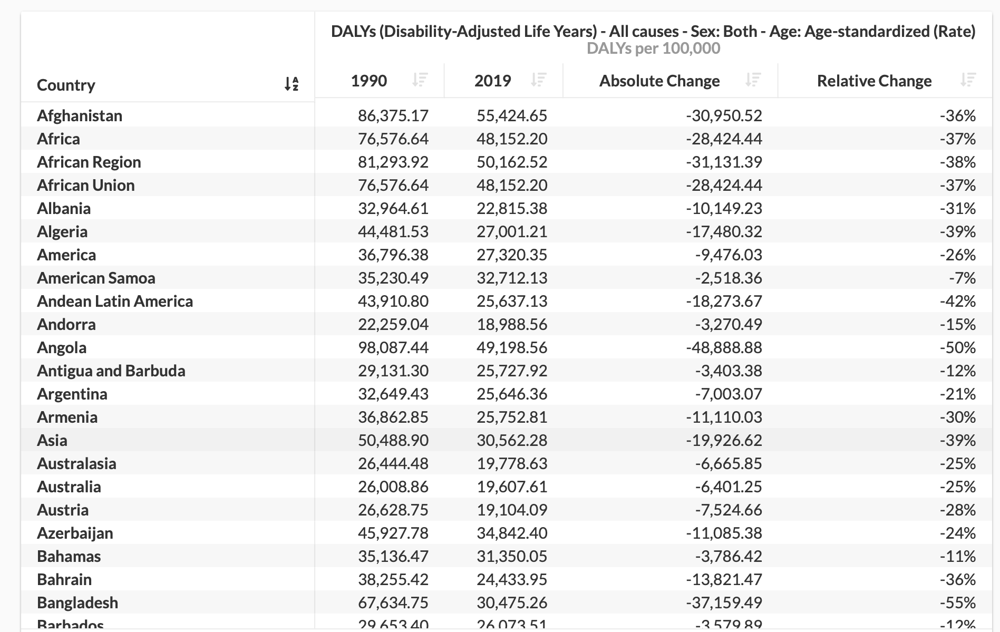 DALYs (Disability-Adjusted Life Years) - All causes - Sex: Both - Age: Age-standardized (Rate)
DALYs per 100,000
Country 1990 2019 Absolute Change Relative Change
Afghanistan 86,375.17 55,424.65 -30,950.52 -36%
Africa 76,576.64 48,152.20 -28,424.44 -37%
African Region 81,293.92 50,162.52 -31,131.39 -38%
African Union 76,576.64 48,152.20 -28,424.44 -37%
Albania 32,964.61 22,815.38 -10,149.23 -31%
Algeria 44,481.53 27,001.21 -17,480.32 -39%
America 36,796.38 27,320.35 -9,476.03 -26%
American Samoa 35,230.49 32,712.13 -2,518.36 -7%
Andean Latin America 43,910.80 25,637.13 -18,273.67 -42%
Andorra 22,259.04 18,988.56 -3,270.49 -15%
Angola 98,087.44 49,198.56 -48,888.88 -50%
Antigua and Barbuda 29,131.30 25,727.92 -3,403.38 -12%
Argentina 32,649.43 25,646.36 -7,003.07 -21%
Armenia 36,862.85 25,752.81 -11,110.03 -30%
Asia 50,488.90 30,562.28 -19,926.62 -39%
Australasia 26,444.48 19,778.63 -6,665.85 -25%
Australia 26,008.86 19,607.61 -6,401.25 -25%
Austria 26,628.75 19,104.09 -7,524.66 -28%
Azerbaijan 45,927.78 34,842.40 -11,085.38 -24%
Bahamas 35,136.47 31,350.05 -3,786.42 -11%
Bahrain 38,255.42 24,433.95 -13,821.47 -36%
Bangladesh 67,634.75 30,475.26 -37,159.49 -55%
Barbados 29,653.40 26,073.51 -3,579.89 -12%